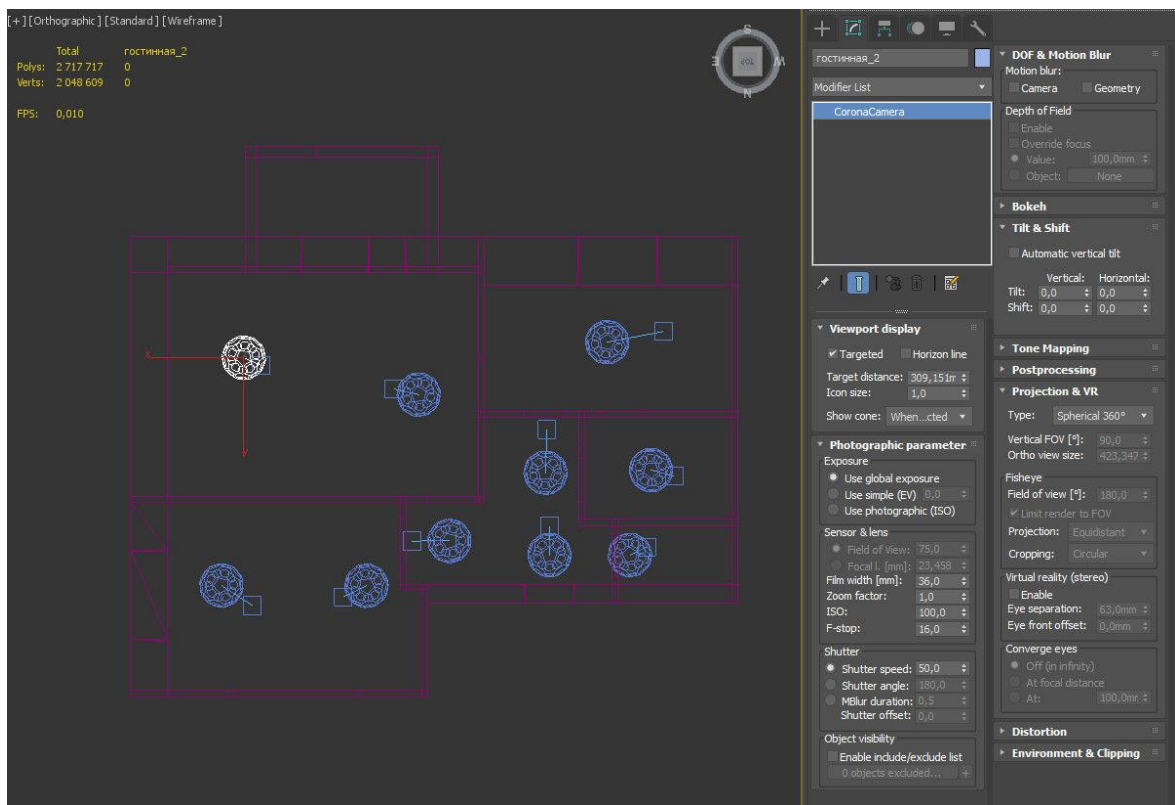 [+] [Orthographic] [Standard] [Wireframe]
Total гостинная_2
Polys: 2 717 717 0
Verts: 2 048 609 0
FPS: 0,010
S
E TOP W
N
x
y
гостинная_2
Modifier List
CoronaCamera
Viewport display
Targeted Horizon line
Target distance: 309,151m
Icon size: 1,0
Show cone: When...cted
Photographic parameter
Exposure
Use global exposure
Use simple (EV) 0,0
Use photographic (ISO)
Sensor & lens
Field of View: 75,0
Focal l. [mm]: 23,458
Film width [mm]: 36,0
Zoom factor: 1,0
ISO: 100,0
F-stop: 16,0
Shutter
Shutter speed: 50,0
Shutter angle: 180,0
MBlur duration: 0,5
Shutter offset: 0,0
Object visibility
Enable include/exclude list
0 objects excluded... +
DOF & Motion Blur
Motion blur:
Camera Geometry
Depth of Field
Enable
Override focus
Value: 100,0mm
Object: None
Bokeh
Tilt & Shift
Automatic vertical tilt
Vertical: Horizontal:
Tilt: 0,0 0,0
Shift: 0,0 0,0
Tone Mapping
Postprocessing
Projection & VR
Type: Spherical 360°
Vertical FOV [°]: 90,0
Ortho view size: 423,347
Fisheye
Field of view [°]: 180,0
Limit render to FOV
Projection: Equidistant
Cropping: Circular
Virtual reality (stereo)
Enable
Eye separation: 63,0mm
Eye front offset: 0,0mm
Converge eyes
Off (in infinity)
At focal distance
At: 100,0mr
Distortion
Environment & Clipping